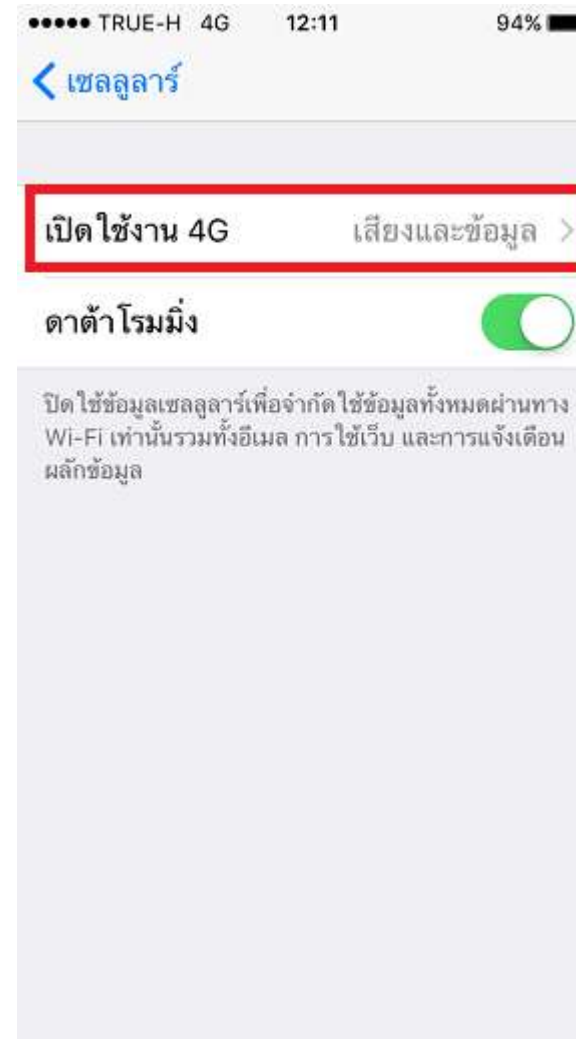 TRUE-H 4G 12:11 94%
เซลลูลาร์
เปิดใช้งาน 4G เสียงและข้อมูล
ดาต้าโรมมิ่ง
ปิดใช้ข้อมูลเซลลูลาร์เพื่อจำกัดใช้ข้อมูลทั้งหมดผ่านทาง
Wi-Fi เท่านั้นรวมทั้งอีเมล การใช้เว็บ และการแจ้งเตือน
ผลักข้อมูล